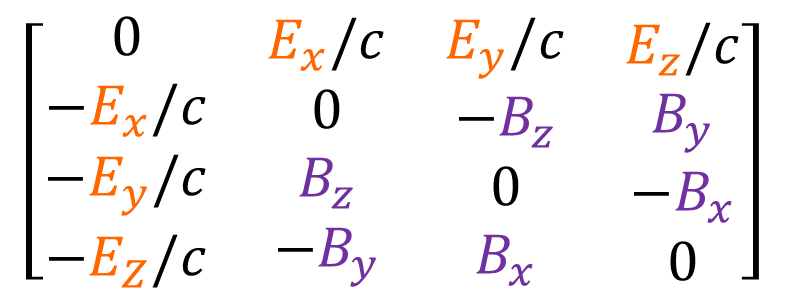 0 E_x/c E_y/c E_z/c
−E_x/c 0 −B_z B_y
−E_y/c B_z 0 −B_x
−E_Z/c −B_y B_x 0